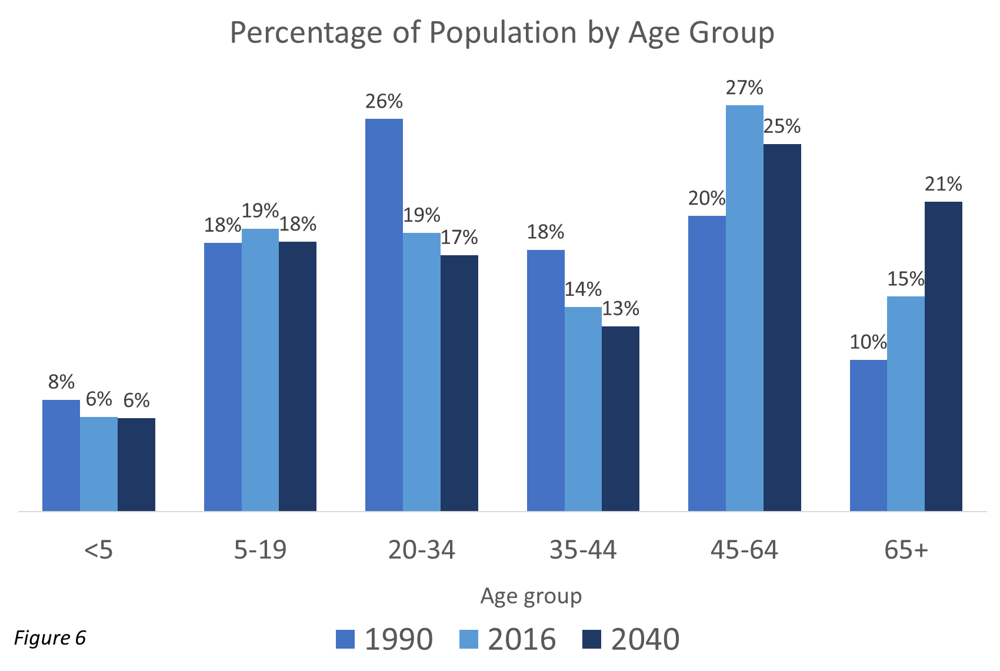 Percentage of Population by Age Group
8% 6% 6%
18% 19% 18%
26% 19% 17%
18% 14% 13%
20% 27% 25%
10% 15% 21%
<5 5-19 20-34 35-44 45-64 65+
Age group
1990 2016 2040
Figure 6